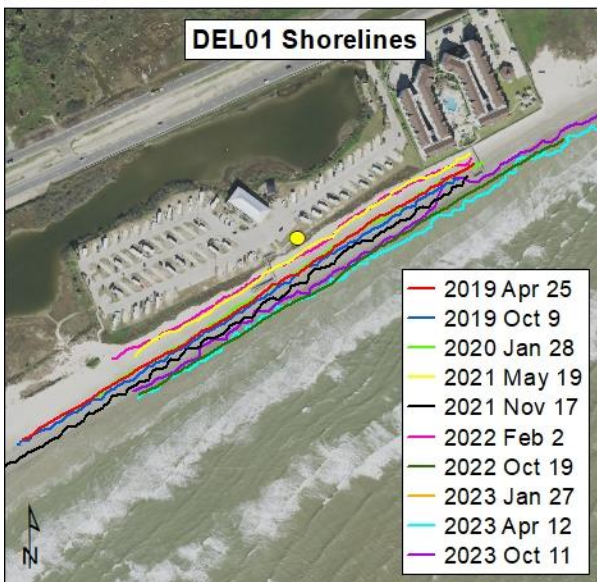 DEL01 Shorelines
2019 Apr 25
2019 Oct 9
2020 Jan 28
2021 May 19
2021 Nov 17
2022 Feb 2
2022 Oct 19
2023 Jan 27
2023 Apr 12
2023 Oct 11
N